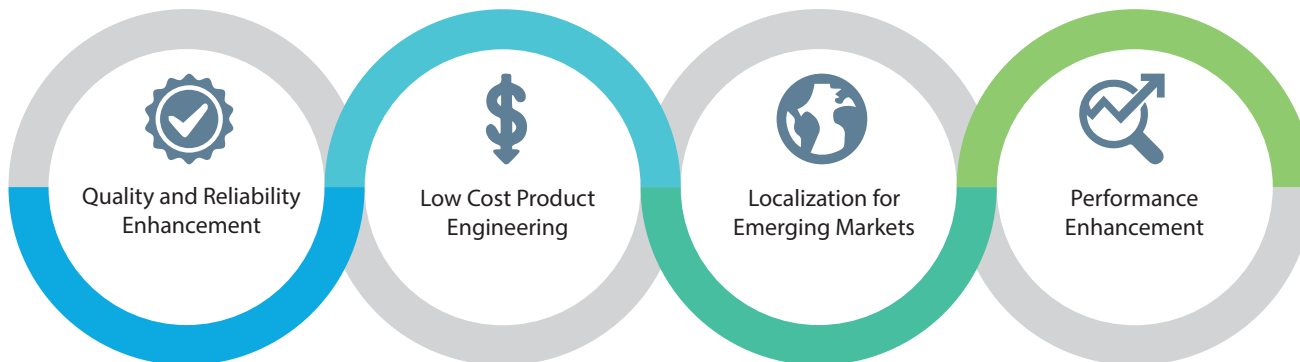 Quality and Reliability
Enhancement
Low Cost Product
Engineering
Localization for
Emerging Markets
Performance
Enhancement